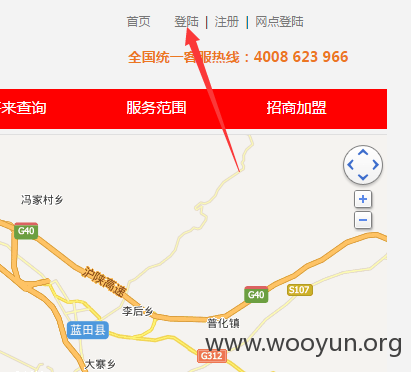 首页 登陆 | 注册 | 网点登陆
全国统一客服热线：4008 623 966
来查询 服务范围 招商加盟
冯家村乡
G40
沪陕高速
S107
G40
李后乡
普化镇
蓝田县
G312
www.wooyun.org
大寨乡